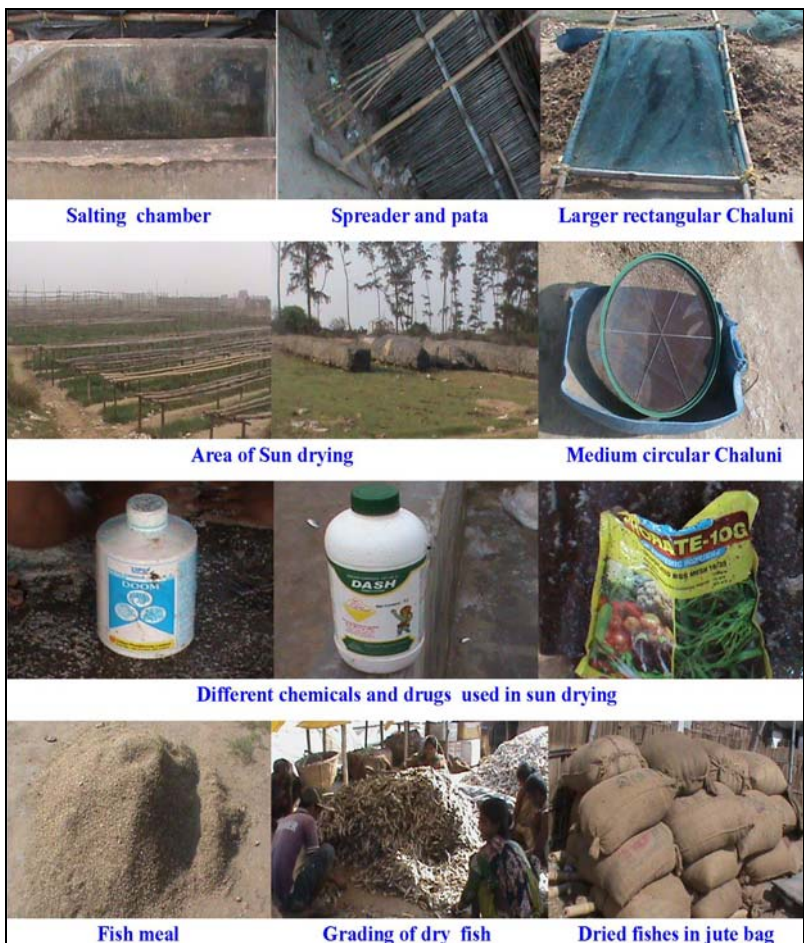 Salting chamber
Spreader and pata
Larger rectangular Chaluni
Area of Sun drying
Medium circular Chaluni
DOOM
DASH
ORATE-10G
Different chemicals and drugs used in sun drying
Fish meal
Grading of dry fish
Dried fishes in jute bag